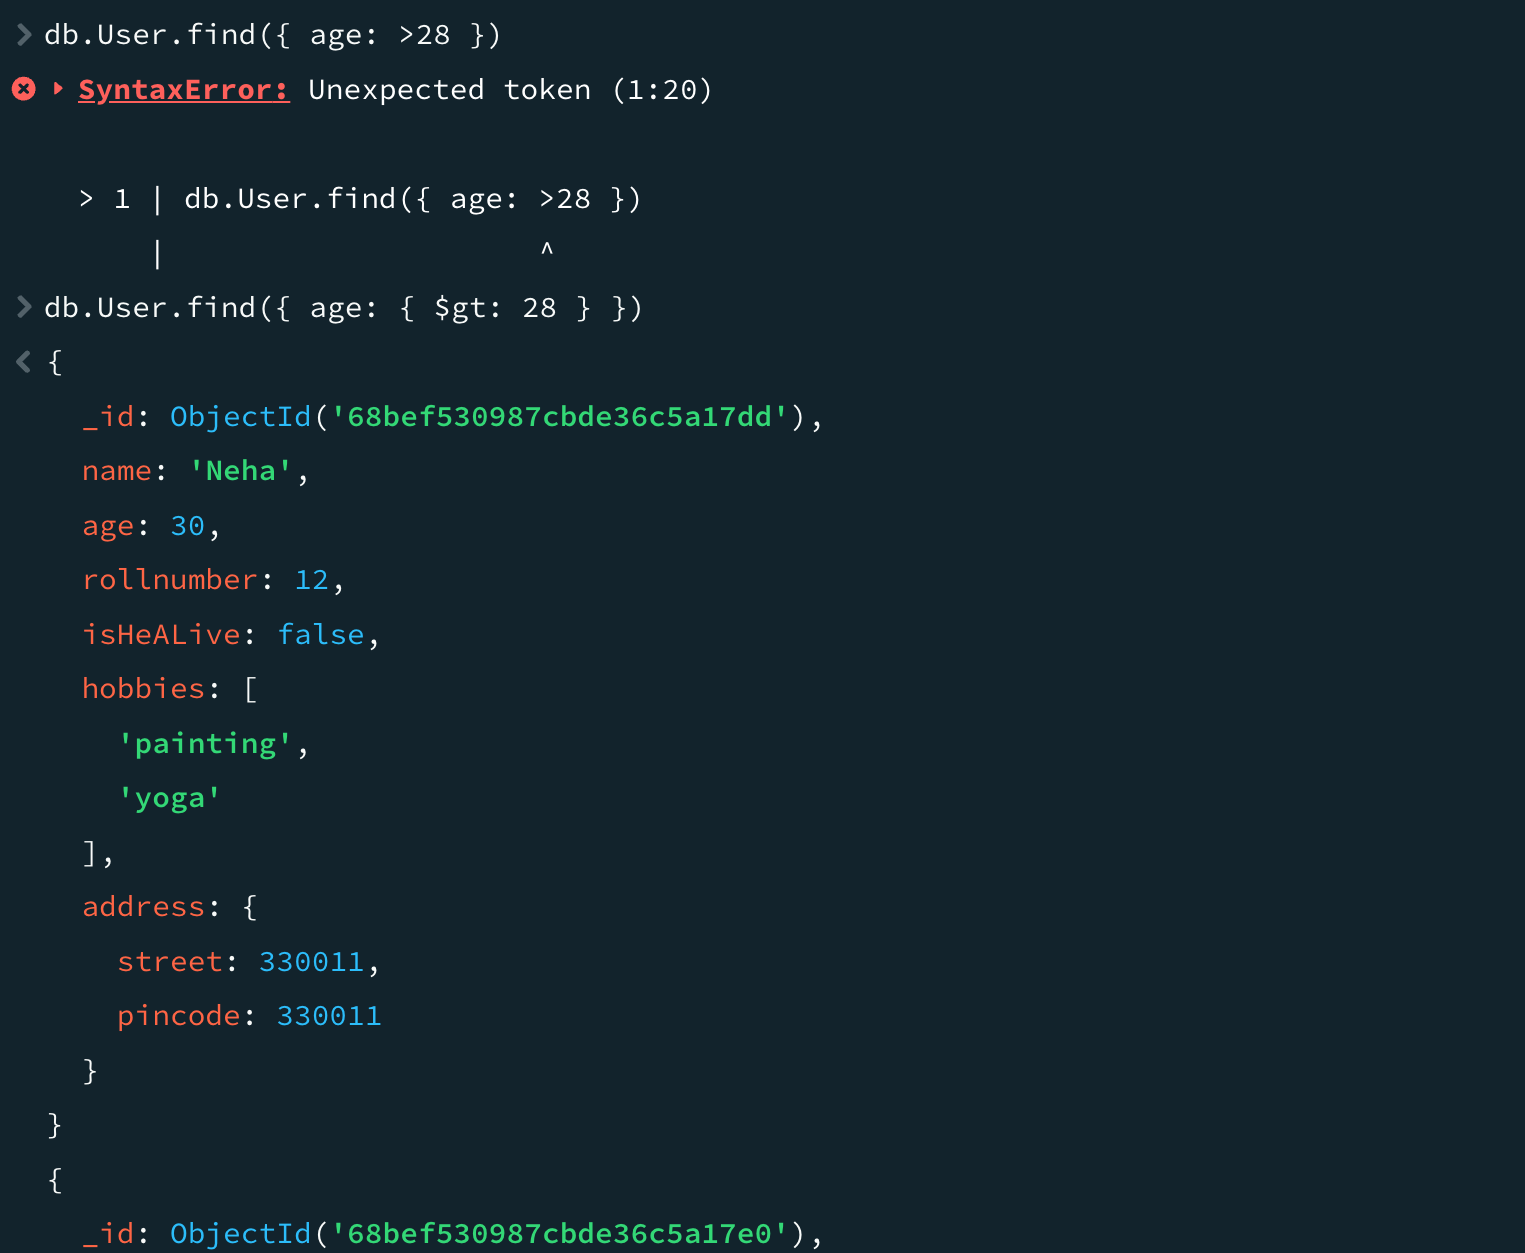 > db.User.find({ age: >28 })
SyntaxError: Unexpected token (1:20)
> 1 | db.User.find({ age: >28 })
    |                     ^
> db.User.find({ age: { $gt: 28 } })
< {
    _id: ObjectId('68bef530987cbde36c5a17dd'),
    name: 'Neha',
    age: 30,
    rollnumber: 12,
    isHeALive: false,
    hobbies: [
      'painting',
      'yoga'
    ],
    address: {
      street: 330011,
      pincode: 330011
    }
  }
  {
    _id: ObjectId('68bef530987cbde36c5a17e0'),